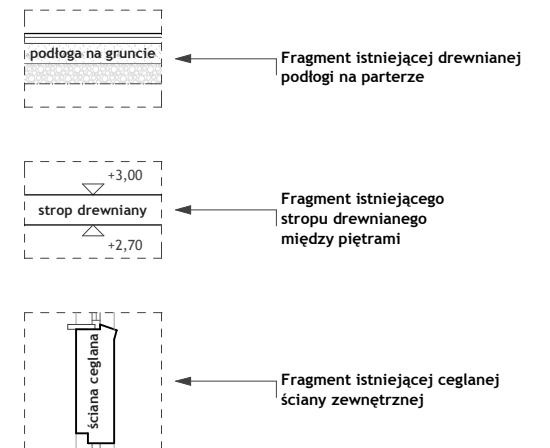 podłoga na gruncie
Fragment istniejącej drewnianej
podłogi na parterze
+3,00
strop drewniany
+2,70
Fragment istniejącego
stropu drewnianego
między piętrami
ściana ceglana
Fragment istniejącej ceglanej
ściany zewnętrznej